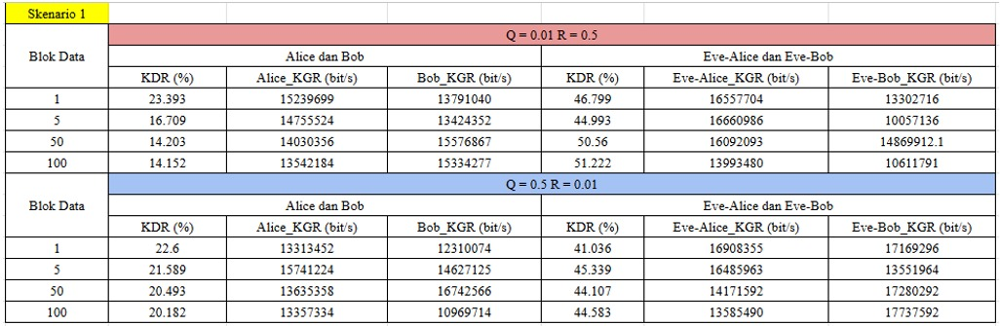 Skenario 1
Blok Data
Q = 0.01 R = 0.5
Alice dan Bob Eve-Alice dan Eve-Bob
KDR (%) Alice_KGR (bit/s) Bob_KGR (bit/s) KDR (%) Eve-Alice_KGR (bit/s) Eve-Bob_KGR (bit/s)
1 23.393 15239699 13791040 46.799 16557704 13302716
5 16.709 14755524 13424352 44.993 16660986 10057136
50 14.203 14030356 15576867 50.56 16092093 14869912.1
100 14.152 13542184 15334277 51.222 13993480 10611791
Blok Data
Q = 0.5 R = 0.01
Alice dan Bob Eve-Alice dan Eve-Bob
KDR (%) Alice_KGR (bit/s) Bob_KGR (bit/s) KDR (%) Eve-Alice_KGR (bit/s) Eve-Bob_KGR (bit/s)
1 22.6 13313452 12310074 41.036 16908355 17169296
5 21.589 15741224 14627125 45.339 16485963 13551964
50 20.493 13635358 16742566 44.107 14171592 17280292
100 20.182 13357334 10969714 44.583 13585490 17737592